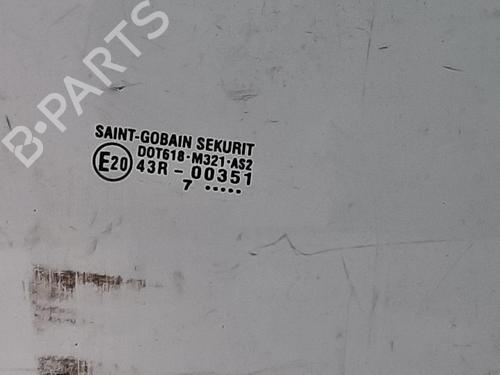 B-PARTS
SAINT-GOBAIN SEKURIT
DOT618·M321·AS2
E20 43R-00351
7 .....